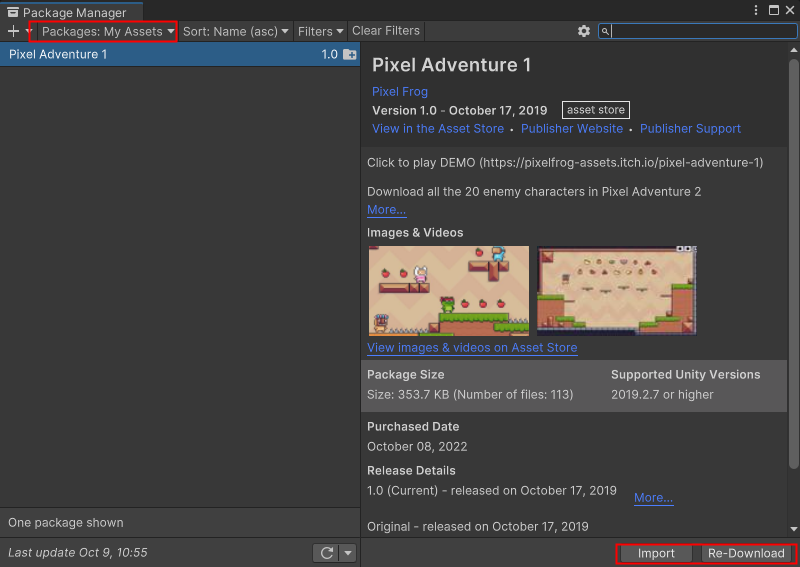 Package Manager
Packages: My Assets
Sort: Name (asc)
Filters
Clear Filters
Pixel Adventure 1
1.0
Pixel Adventure 1
Pixel Frog
Version 1.0 - October 17, 2019
asset store
View in the Asset Store • Publisher Website • Publisher Support
Click to play DEMO (https://pixelfrog-assets.itch.io/pixel-adventure-1)
Download all the 20 enemy characters in Pixel Adventure 2
More...
Images & Videos
View images & videos on Asset Store
Package Size
Supported Unity Versions
Size: 353.7 KB (Number of files: 113)
2019.2.7 or higher
Purchased Date
October 08, 2022
Release Details
1.0 (Current) - released on October 17, 2019
More...
Original - released on October 17, 2019
One package shown
Last update Oct 9, 10:55
Import
Re-Download